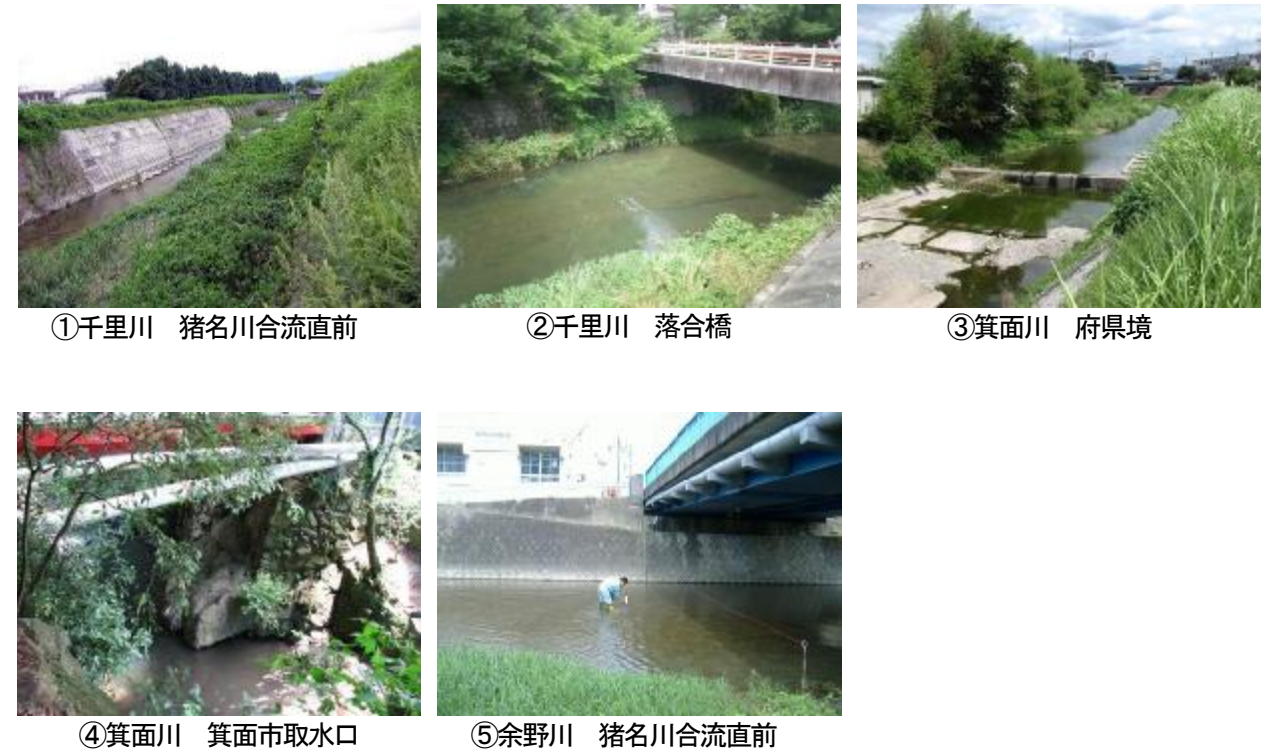 ①千里川　猪名川合流直前
②千里川　落合橋
③箕面川　府県境
④箕面川　箕面市取水口
⑤余野川　猪名川合流直前